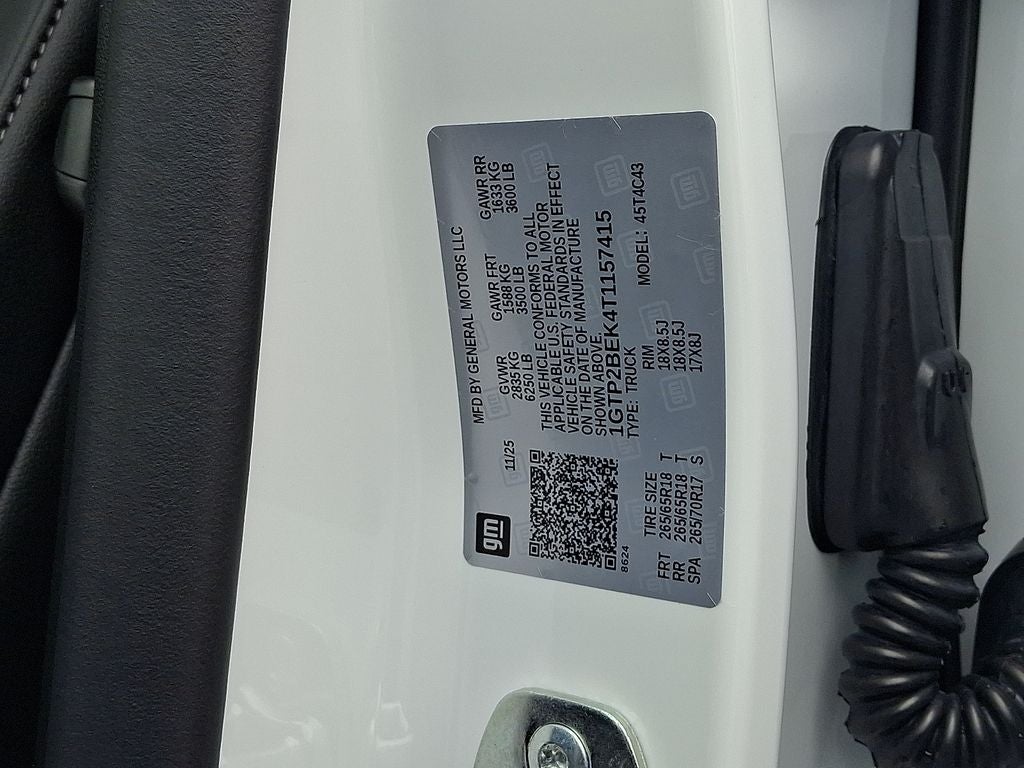 gm
MFD BY GENERAL MOTORS LLC
11/25
GVWR GAWR FRT GAWR RR
2835 KG 1588 KG 1633 KG
6250 LB 3500 LB 3600 LB
THIS VEHICLE CONFORMS TO ALL
APPLICABLE U.S. FEDERAL MOTOR
VEHICLE SAFETY STANDARDS IN EFFECT
ON THE DATE OF MANUFACTURE
SHOWN ABOVE.
1GTP2BEK4T1157415
TYPE: TRUCK MODEL: 45T4C43
8624
TIRE SIZE RIM
FRT 265/65R18 T 18X8.5J
RR 265/65R18 T 18X8.5J
SPA 265/70R17 S 17X8J